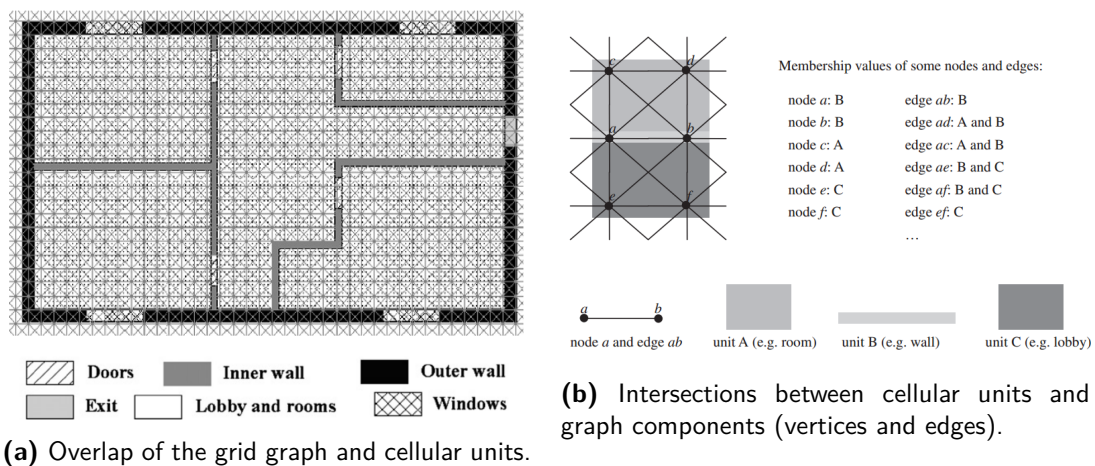 Doors
Inner wall
Outer wall
Exit
Lobby and rooms
Windows
(a) Overlap of the grid graph and cellular units.
c
d
a
b
e
f
Membership values of some nodes and edges:
node a: B
edge ab: B
node b: B
edge ad: A and B
node c: A
edge ac: A and B
node d: A
edge ae: B and C
node e: C
edge af: B and C
node f: C
edge ef: C
...
a
b
node a and edge ab
unit A (e.g. room)
unit B (e.g. wall)
unit C (e.g. lobby)
(b) Intersections between cellular units and
graph components (vertices and edges).